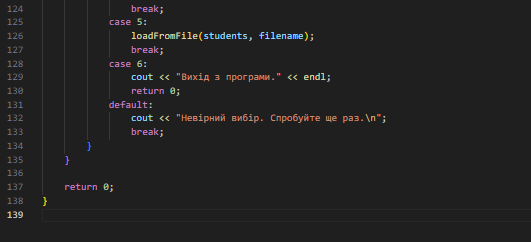 124 break;
125 case 5:
126 loadFromFile(students, filename);
127 break;
128 case 6:
129 cout << "Вихід з програми." << endl;
130 return 0;
131 default:
132 cout << "Невірний вибір. Спробуйте ще раз.\n";
133 break;
134 }
135 }
136
137 return 0;
138 }
139